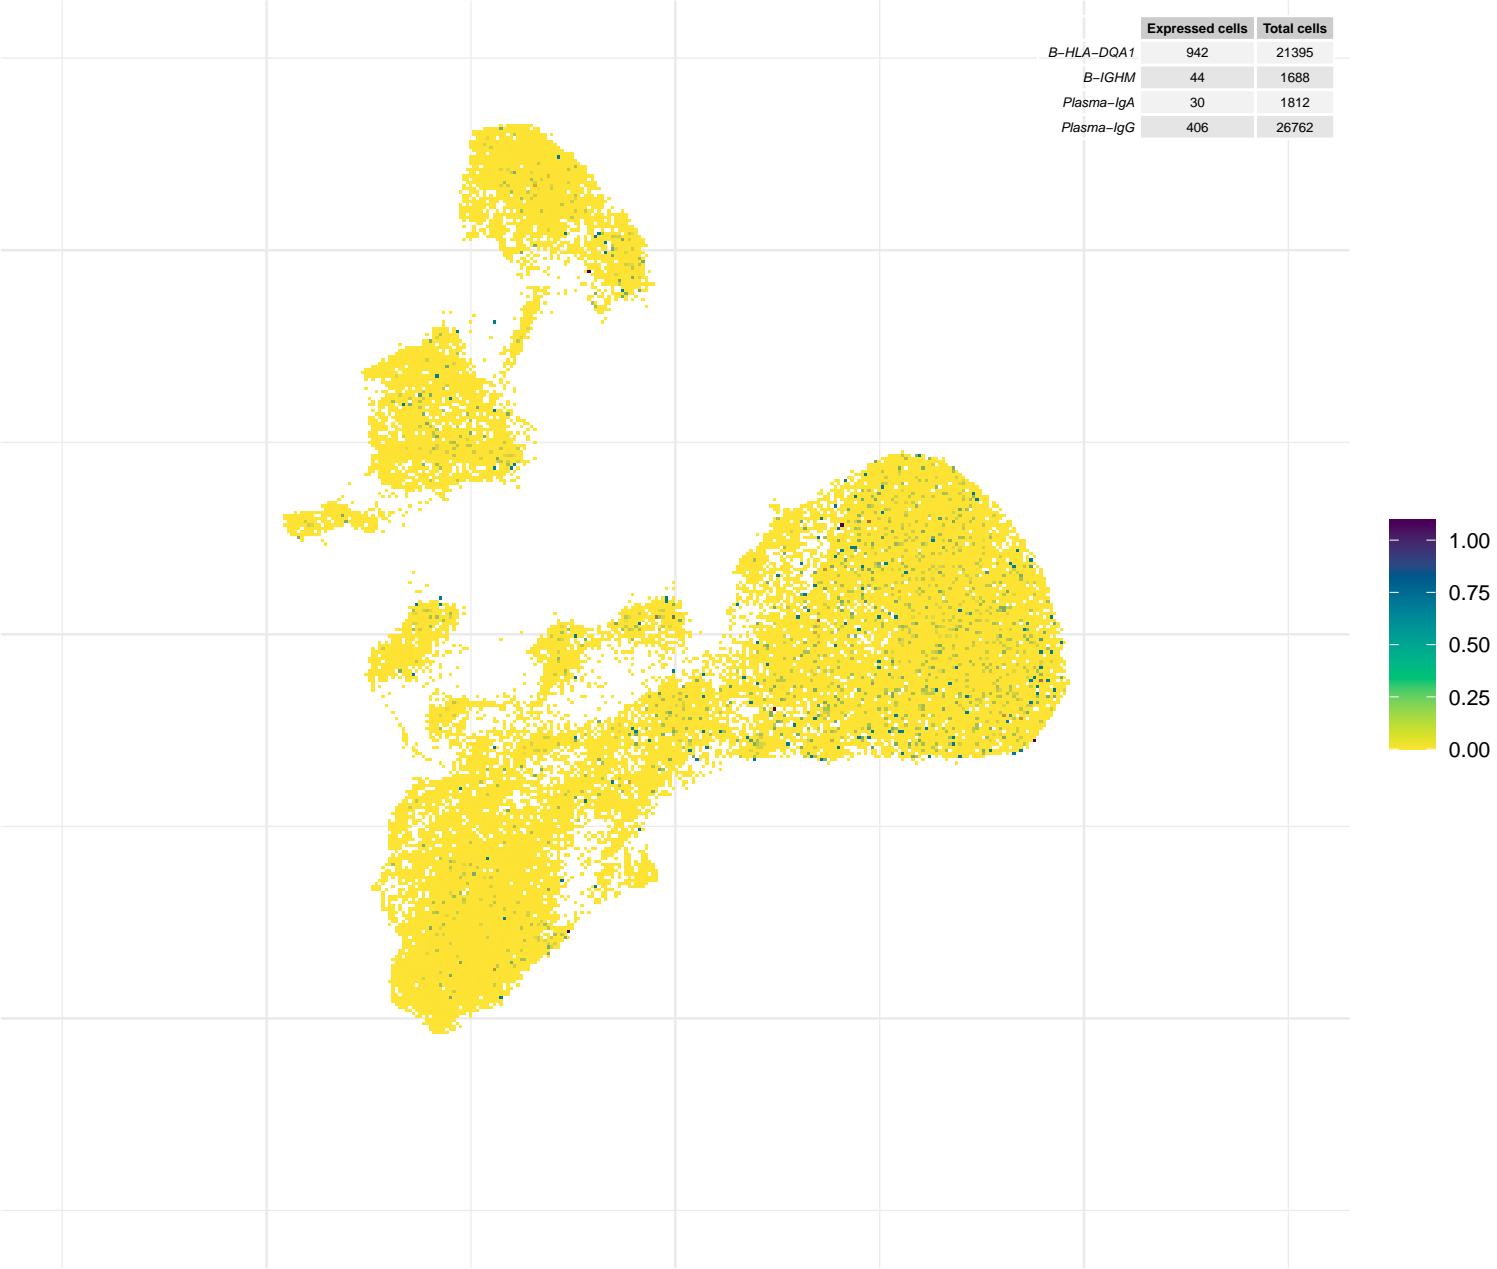 Expressed cells Total cells
B−HLA−DQA1 942 21395
B−IGHM 44 1688
Plasma−IgA 30 1812
Plasma−IgG 406 26762
1.00
0.75
0.50
0.25
0.00